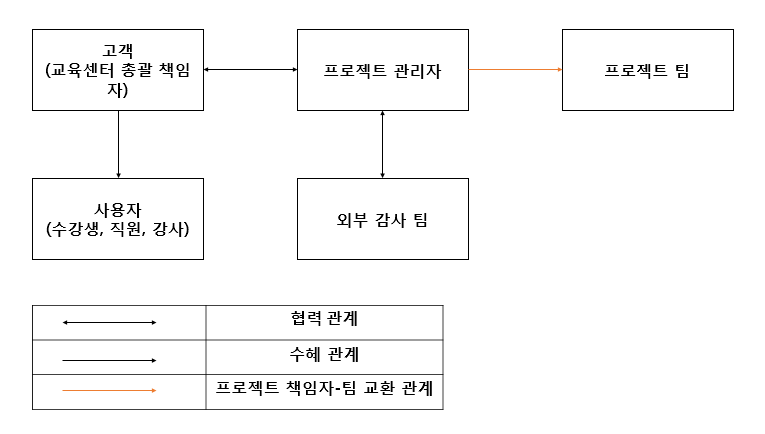 고객
(교육센터 총괄 책임
자)
프로젝트 관리자
프로젝트 팀
사용자
(수강생, 직원, 강사)
외부 감사 팀
협력 관계
수혜 관계
프로젝트 책임자-팀 교환 관계